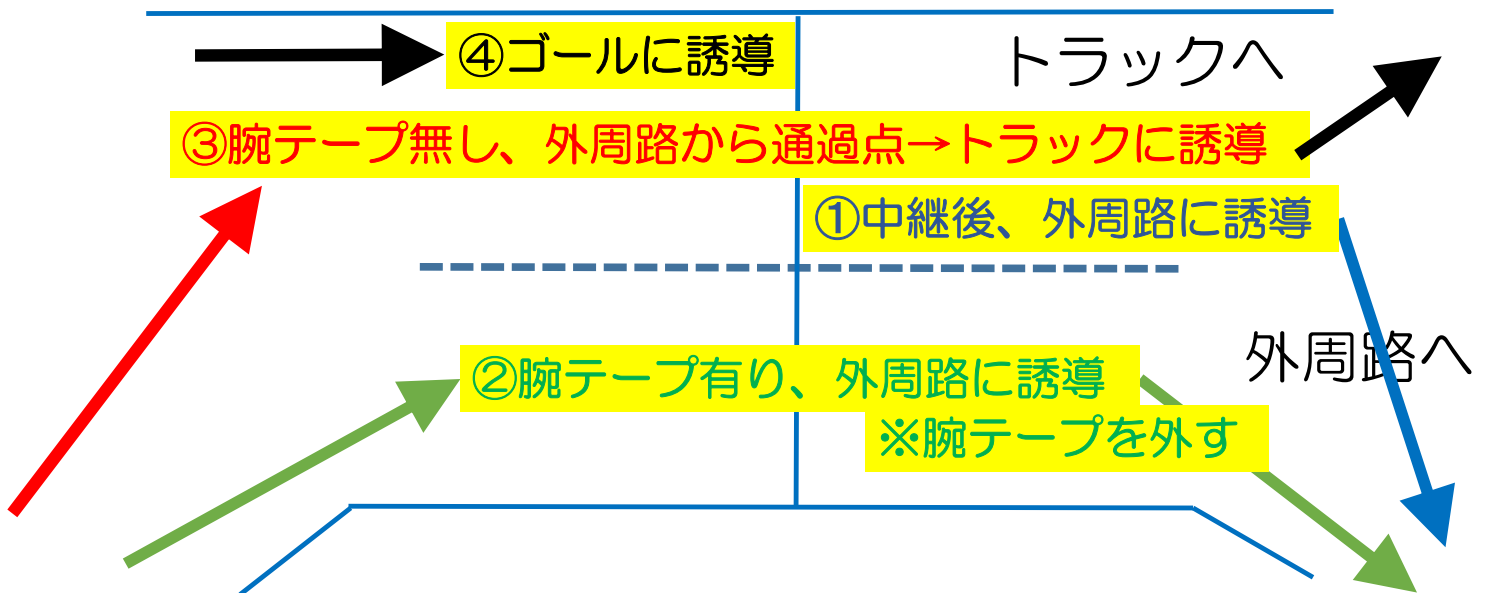 ④ゴールに誘導
トラックへ
③腕テープ無し、外周路から通過点→トラックに誘導
①中継後、外周路に誘導
外周路へ
②腕テープ有り、外周路に誘導
※腕テープを外す